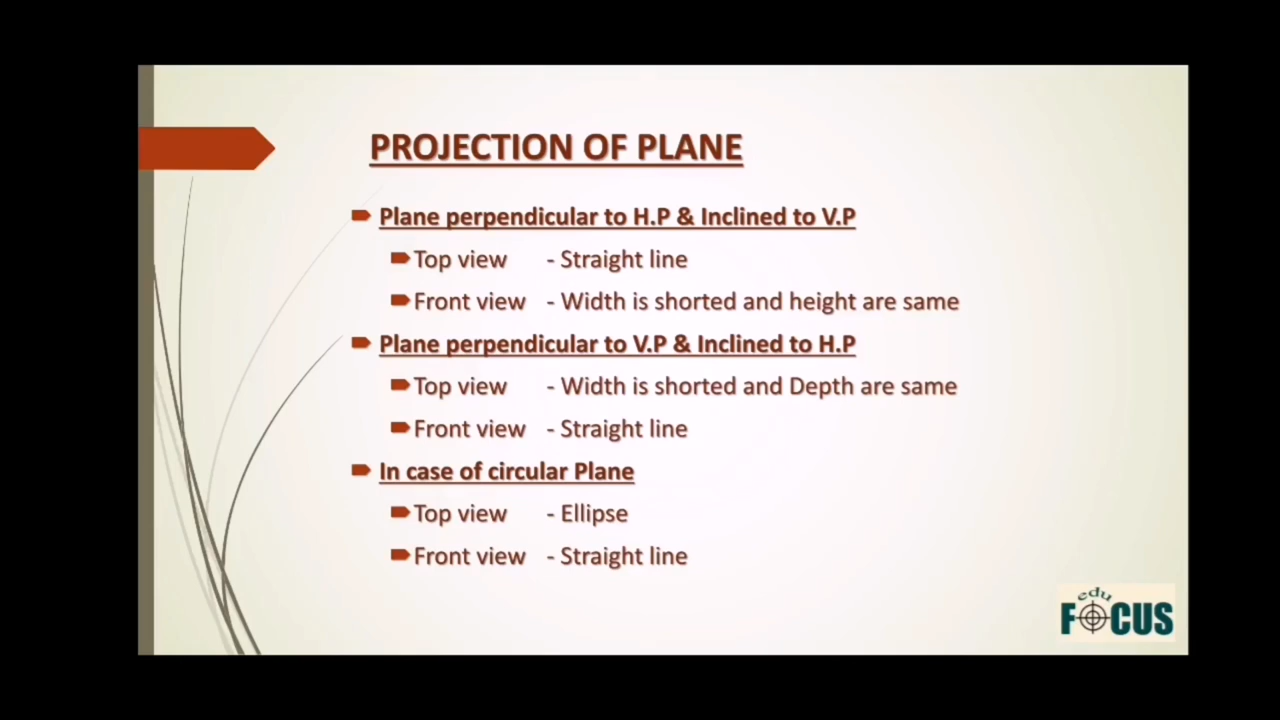 PROJECTION OF PLANE
Plane perpendicular to H.P & Inclined to V.P
Top view - Straight line
Front view - Width is shorted and height are same
Plane perpendicular to V.P & Inclined to H.P
Top view - Width is shorted and Depth are same
Front view - Straight line
In case of circular Plane
Top view - Ellipse
Front view - Straight line
edu
FOCUS